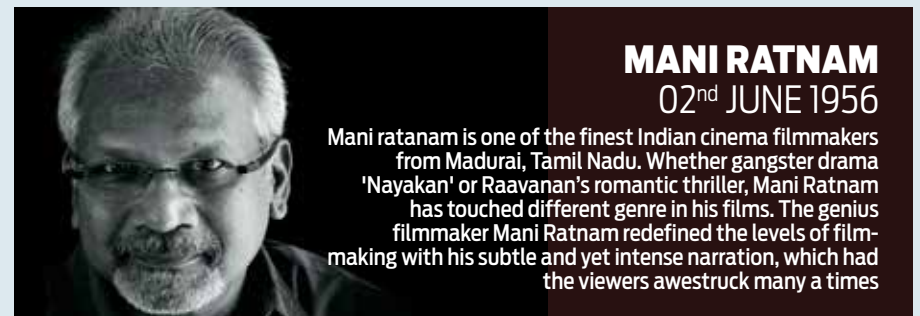 MANI RATNAM
02nd JUNE 1956
Mani ratanam is one of the finest Indian cinema filmmakers
from Madurai, Tamil Nadu. Whether gangster drama
'Nayakan' or Raavanan’s romantic thriller, Mani Ratnam
has touched different genre in his films. The genius
filmmaker Mani Ratnam redefined the levels of film-
making with his subtle and yet intense narration, which had
the viewers awestruck many a times